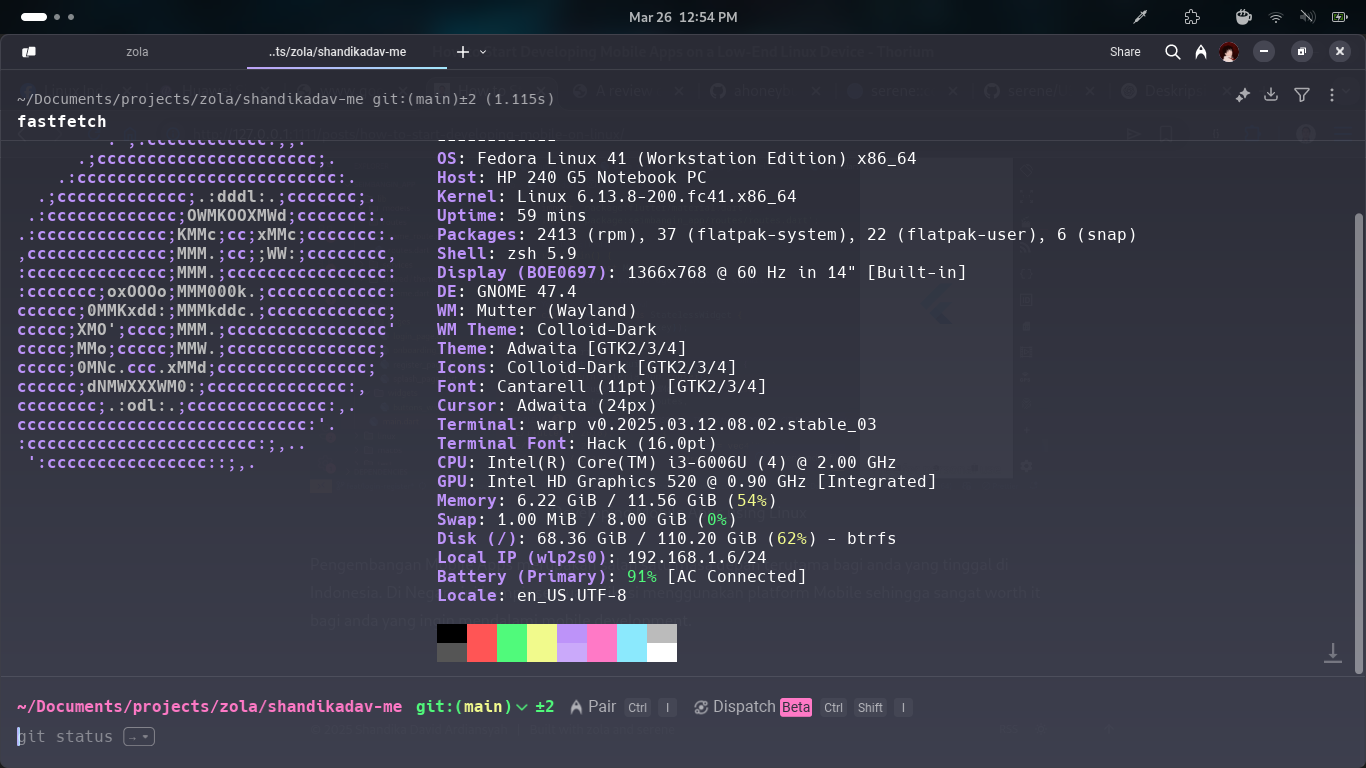 Mar 26 12:54 PM
zola
..ts/zola/shandikadav-me
Share
~/Documents/projects/zola/shandikadav-me git:(main)±2 (1.115s)
fastfetch
OS: Fedora Linux 41 (Workstation Edition) x86_64
Host: HP 240 G5 Notebook PC
Kernel: Linux 6.13.8-200.fc41.x86_64
Uptime: 59 mins
Packages: 2413 (rpm), 37 (flatpak-system), 22 (flatpak-user), 6 (snap)
Shell: zsh 5.9
Display (BOE0697): 1366x768 @ 60 Hz in 14" [Built-in]
DE: GNOME 47.4
WM: Mutter (Wayland)
WM Theme: Colloid-Dark
Theme: Adwaita [GTK2/3/4]
Icons: Colloid-Dark [GTK2/3/4]
Font: Cantarell (11pt) [GTK2/3/4]
Cursor: Adwaita (24px)
Terminal: warp v0.2025.03.12.08.02.stable_03
Terminal Font: Hack (16.0pt)
CPU: Intel(R) Core(TM) i3-6006U (4) @ 2.00 GHz
GPU: Intel HD Graphics 520 @ 0.90 GHz [Integrated]
Memory: 6.22 GiB / 11.56 GiB (54%)
Swap: 1.00 MiB / 8.00 GiB (0%)
Disk (/): 68.36 GiB / 110.20 GiB (62%) - btrfs
Local IP (wlp2s0): 192.168.1.6/24
Battery (Primary): 91% [AC Connected]
Locale: en_US.UTF-8
~/Documents/projects/zola/shandikadav-me git:(main) ±2 Pair Ctrl I Dispatch Beta Ctrl Shift I
git status